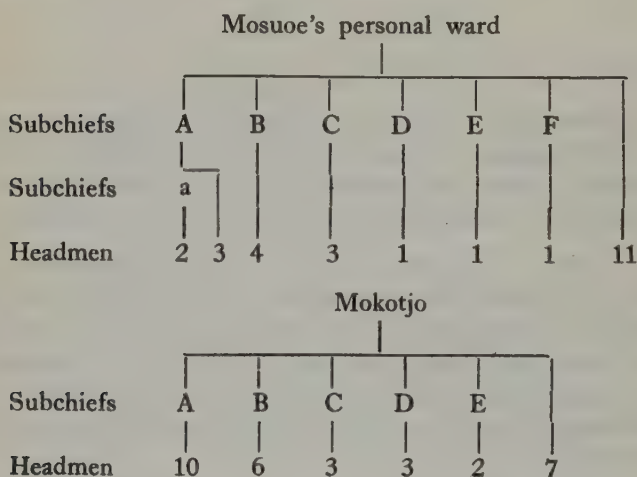 Mosuoe's personal ward
Subchiefs A B C D E F
Subchiefs a
Headmen 2 3 4 3 1 1 1 11
Mokotjo
Subchiefs A B C D E
Headmen 10 6 3 3 2 7